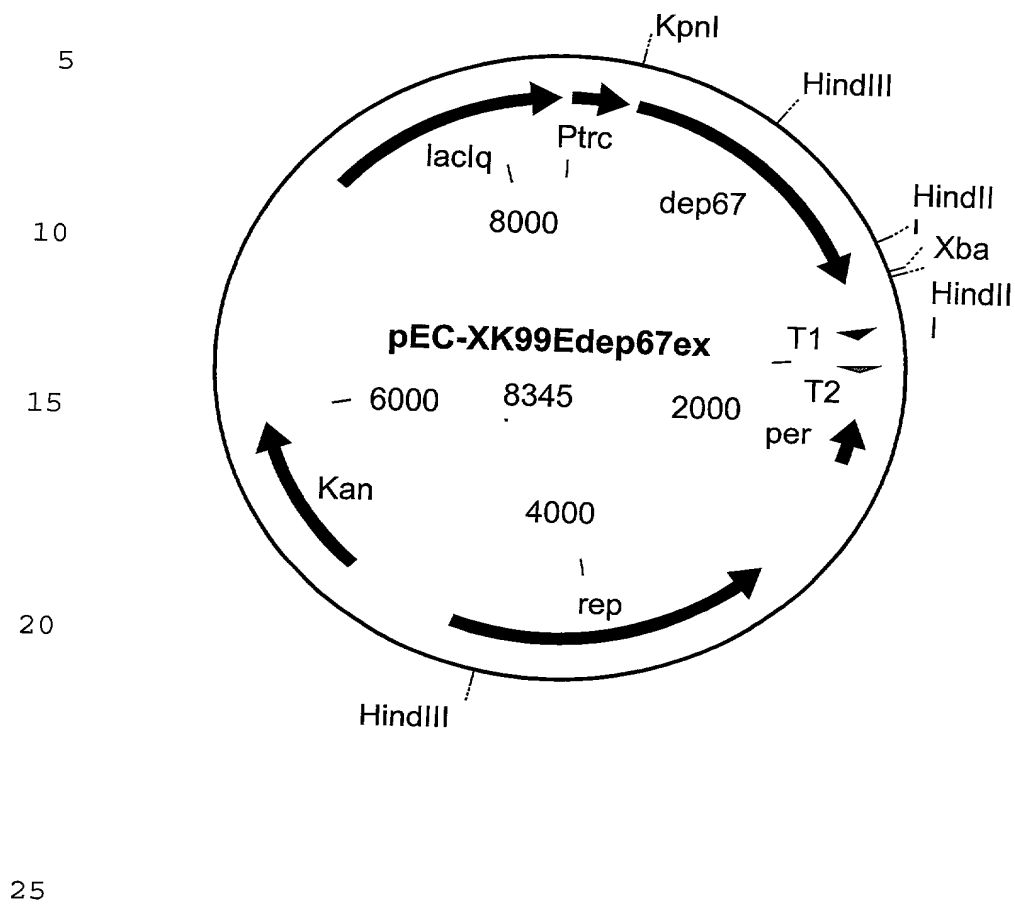 KpnI
5
HindIII
Ptrc
lacIq
dep67
HindII
I
8000
10
Xba
HindII
I
T1
pEC-XK99Edep67ex
T2
8345
6000
2000
15
per
Kan
4000
rep
20
HindIII
25